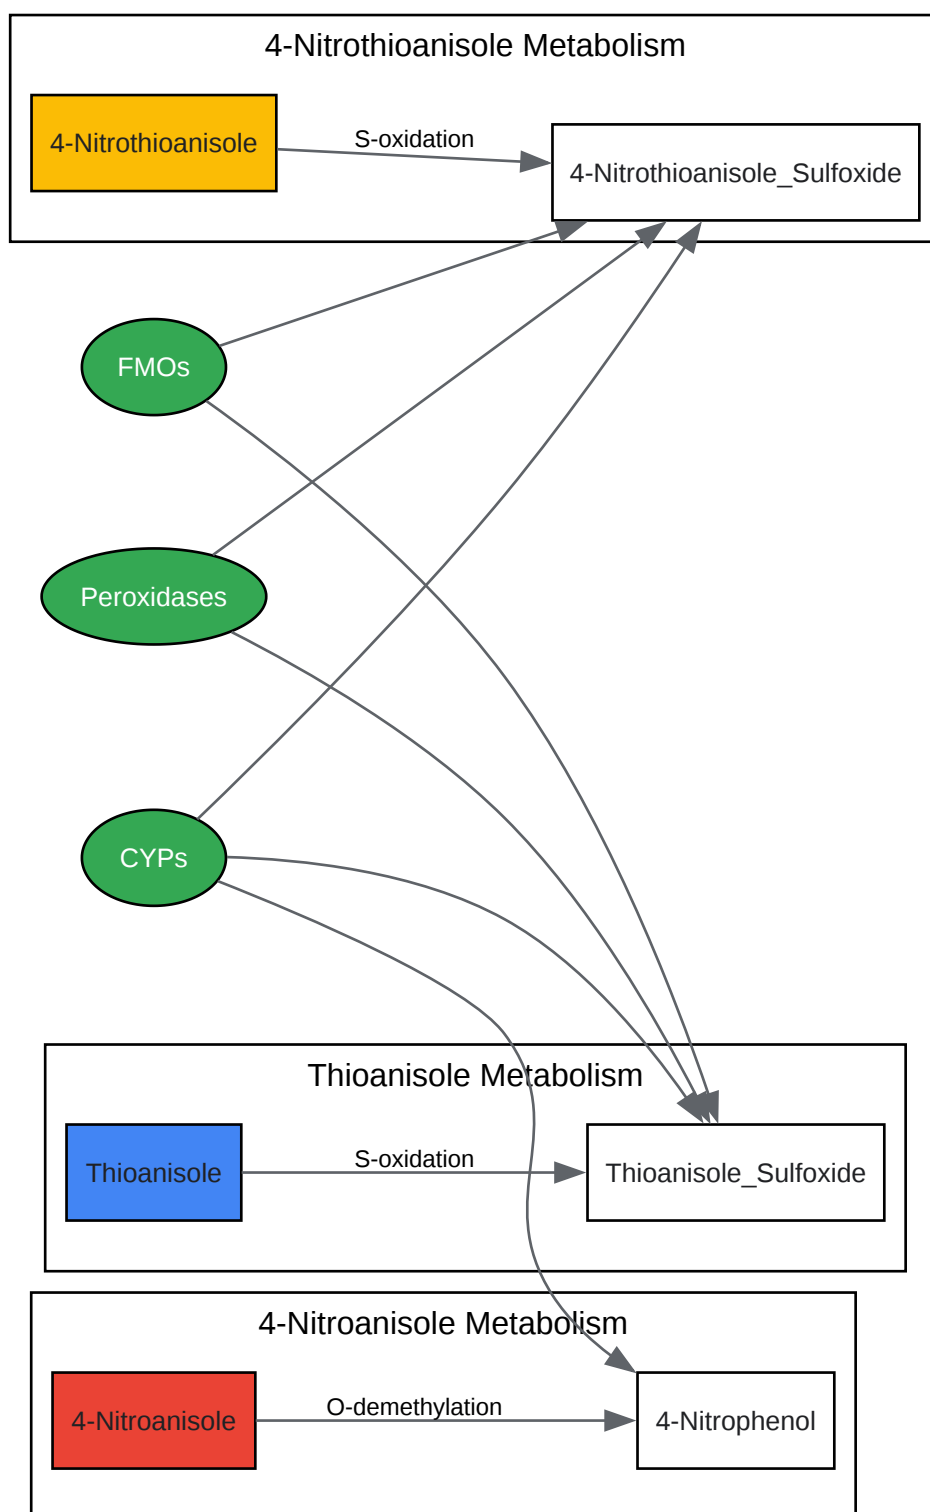 4-Nitrothioanisole Metabolism
4-Nitrothioanisole
S-oxidation
4-Nitrothioanisole_Sulfoxide
FMOs
Peroxidases
CYPs
Thioanisole Metabolism
Thioanisole
S-oxidation
Thioanisole_Sulfoxide
4-Nitroanisole Metabolism
4-Nitroanisole
O-demethylation
4-Nitrophenol